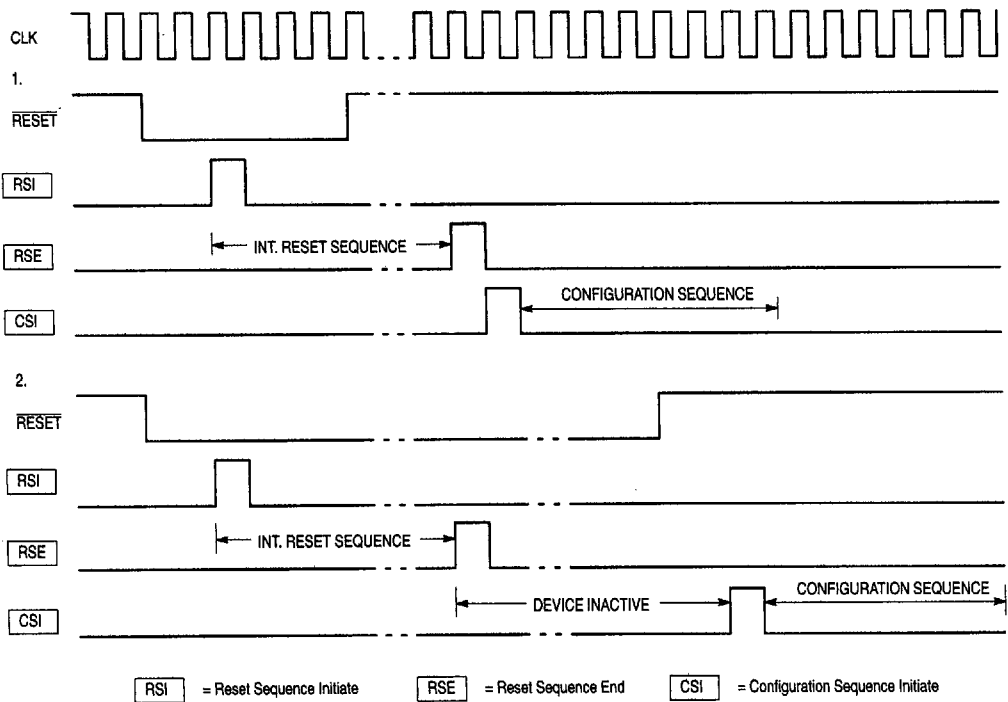 CLK
1.
RESET
RSI
INT. RESET SEQUENCE
RSE
CONFIGURATION SEQUENCE
CSI
2.
RESET
RSI
INT. RESET SEQUENCE
RSE
CONFIGURATION SEQUENCE
DEVICE INACTIVE
CSI
RSI = Reset Sequence Initiate RSE = Reset Sequence End CSI = Configuration Sequence Initiate